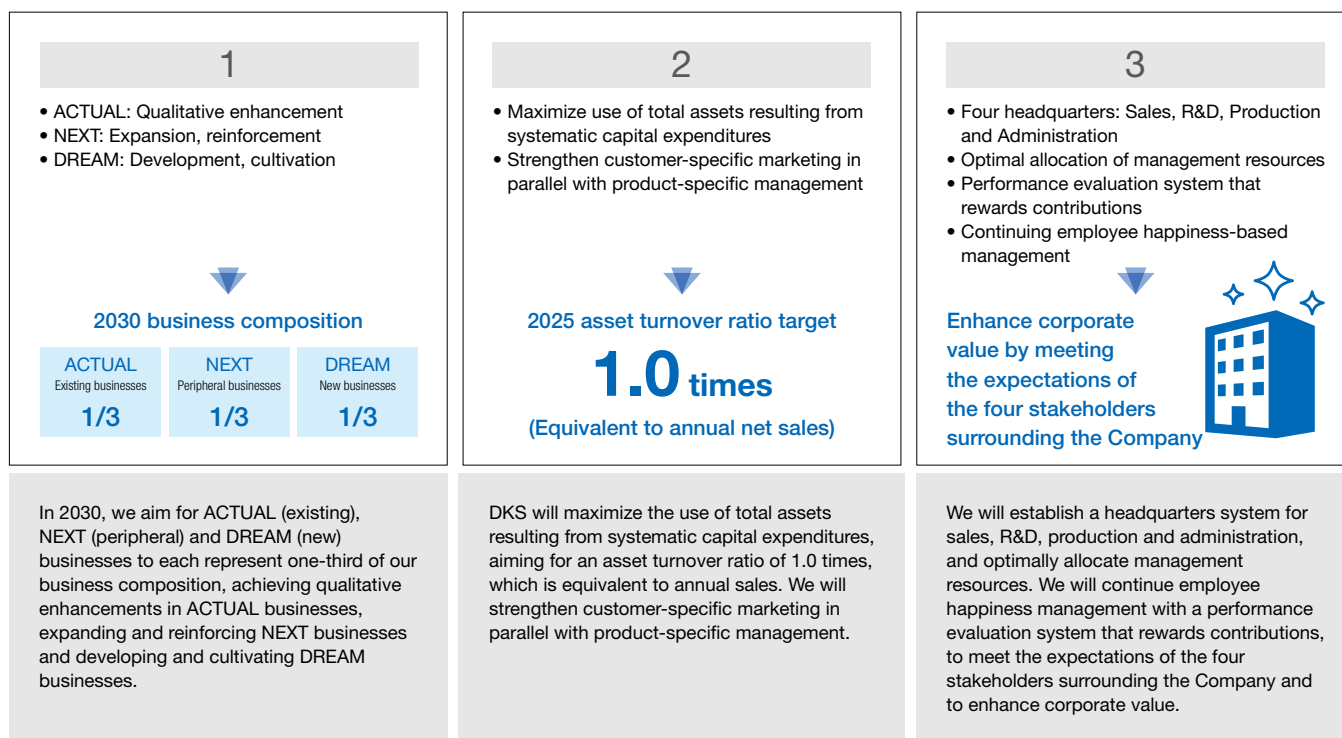 1
• ACTUAL: Qualitative enhancement
• NEXT: Expansion, reinforcement
• DREAM: Development, cultivation
2030 business composition
ACTUAL
Existing businesses
1/3
NEXT
Peripheral businesses
1/3
DREAM
New businesses
1/3
In 2030, we aim for ACTUAL (existing),
NEXT (peripheral) and DREAM (new)
businesses to each represent one-third of our
business composition, achieving qualitative
enhancements in ACTUAL businesses,
expanding and reinforcing NEXT businesses
and developing and cultivating DREAM
businesses.
2
• Maximize use of total assets resulting from
systematic capital expenditures
• Strengthen customer-specific marketing in
parallel with product-specific management
2025 asset turnover ratio target
1.0 times
(Equivalent to annual net sales)
DKS will maximize the use of total assets
resulting from systematic capital expenditures,
aiming for an asset turnover ratio of 1.0 times,
which is equivalent to annual sales. We will
strengthen customer-specific marketing in
parallel with product-specific management.
3
• Four headquarters: Sales, R&D, Production
and Administration
• Optimal allocation of management resources
• Performance evaluation system that
rewards contributions
• Continuing employee happiness-based
management
Enhance corporate
value by meeting
the expectations of
the four stakeholders
surrounding the Company
We will establish a headquarters system for
sales, R&D, production and administration,
and optimally allocate management
resources. We will continue employee
happiness management with a performance
evaluation system that rewards contributions,
to meet the expectations of the four
stakeholders surrounding the Company and
to enhance corporate value.